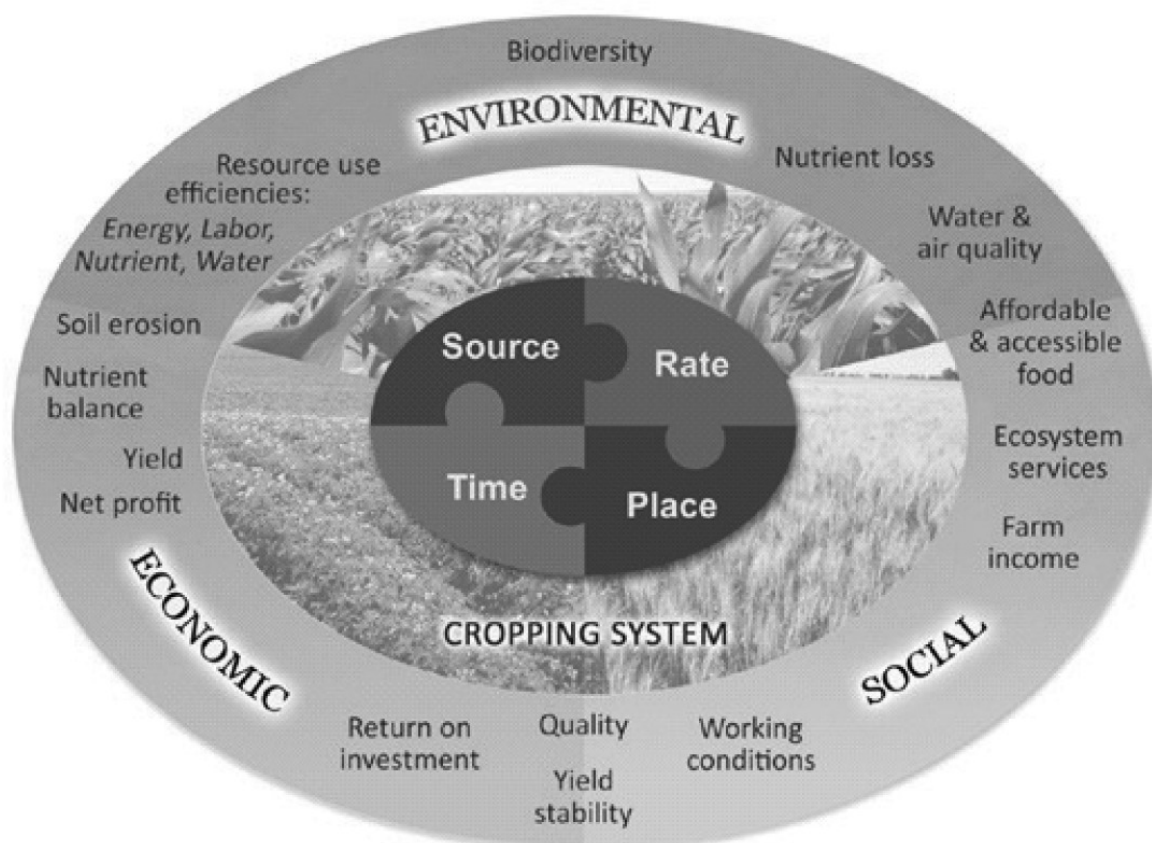 Biodiversity
ENVIRONMENTAL
Resource use
efficiencies:
Energy, Labor,
Nutrient, Water
Nutrient loss
Water &
air quality
Soil erosion
Nutrient
balance
Yield
Net profit
Affordable
& accessible
food
Ecosystem
services
Farm
income
Source
Rate
Time
Place
CROPPING SYSTEM
ECONOMIC
SOCIAL
Return on
investment
Quality
Yield
stability
Working
conditions